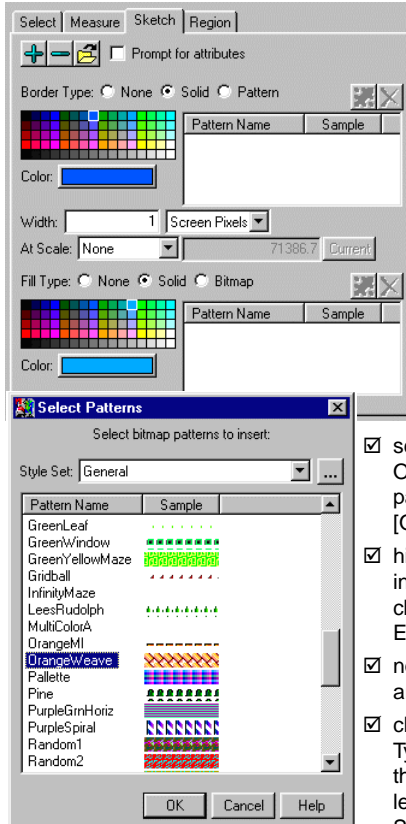 Select Measure Sketch Region
Prompt for attributes
Border Type: None Solid Pattern
Pattern Name Sample
Color:
Width: 1 Screen Pixels
At Scale: None 71386.7 Current
Fill Type: None Solid Bitmap
Pattern Name Sample
Color:
Select Patterns
Select bitmap patterns to insert:
Style Set: General ...
Pattern Name Sample
GreenLeaf
GreenWindow
GreenYellowMaze
Gridball
InfinityMaze
LeesRudolph
MultiColorA
OrangeMI
OrangeWeave
Pallette
Pine
PurpleGrnHoriz
PurpleSpiral
Random1
Random2
OK Cancel Help